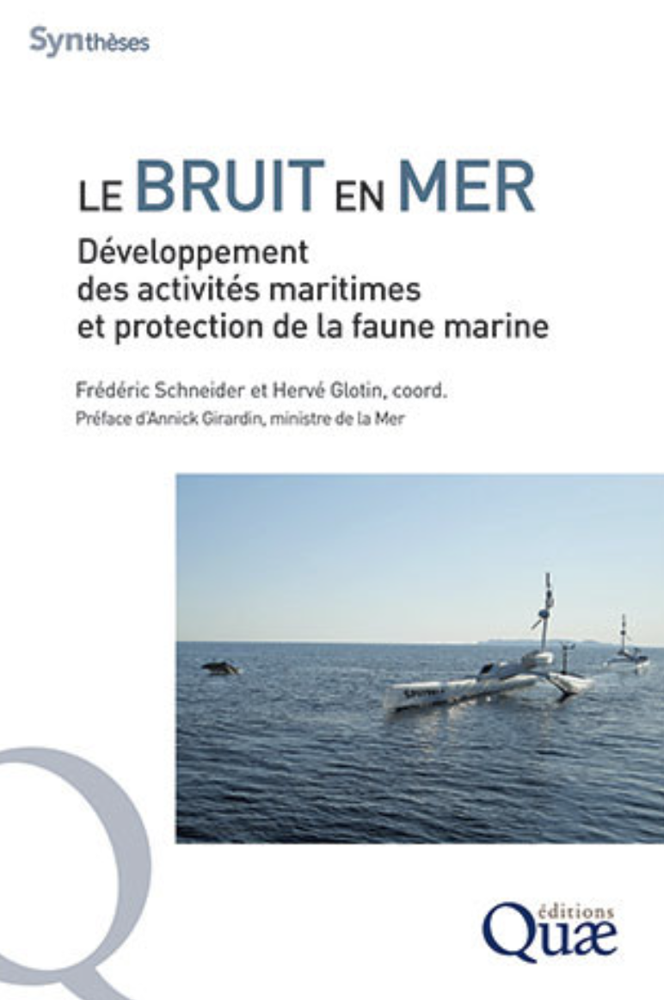 Synthèses
LE BRUIT EN MER
Développement
des activités maritimes
et protection de la faune marine
Frédéric Schneider et Hervé Glotin, coord.
Préface d'Annick Girardin, ministre de la Mer
éditions
Quæ